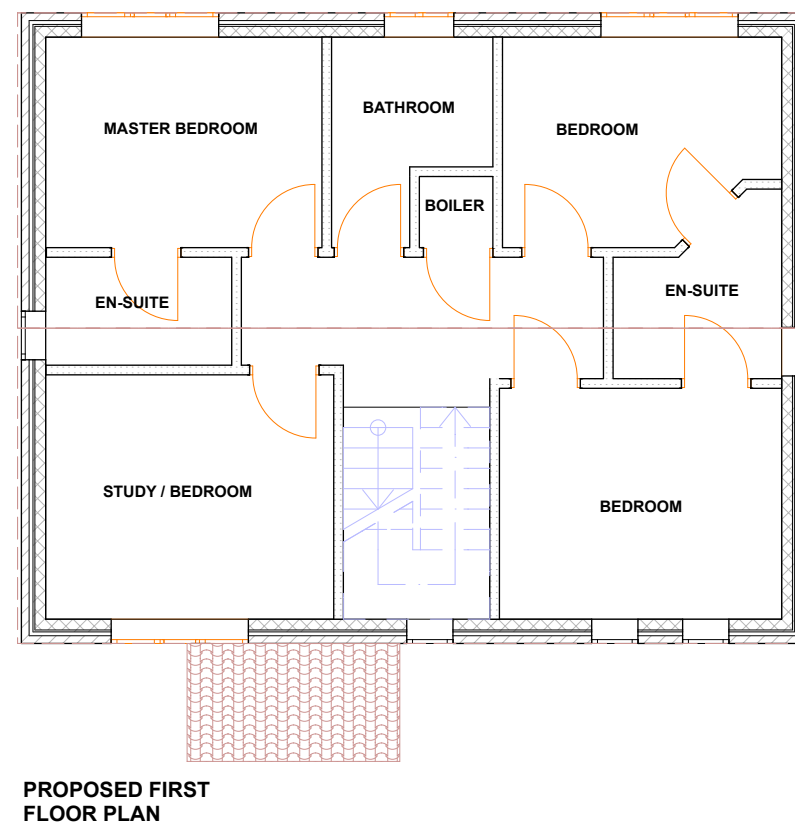 BATHROOM
MASTER BEDROOM
BEDROOM
BOILER
EN-SUITE
EN-SUITE
STUDY / BEDROOM
BEDROOM
PROPOSED FIRST
FLOOR PLAN